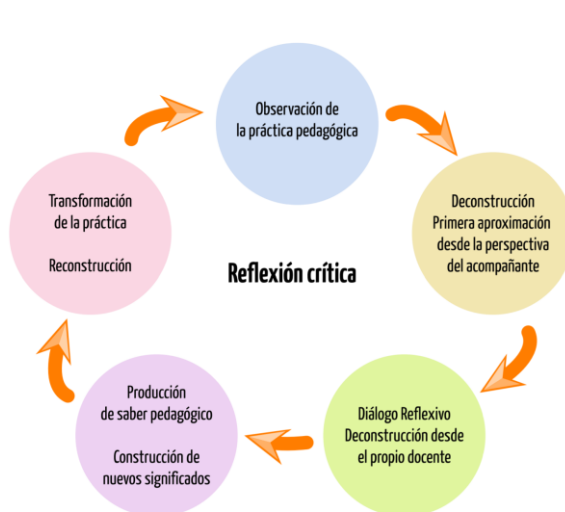 Observación de
la práctica pedagógica
Deconstrucción
Primera aproximación
desde la perspectiva
del acompañante
Diálogo Reflexivo
Deconstrucción desde
el propio docente
Producción
de saber pedagógico
Construcción de
nuevos significados
Transformación
de la práctica
Reconstrucción
Reflexión crítica